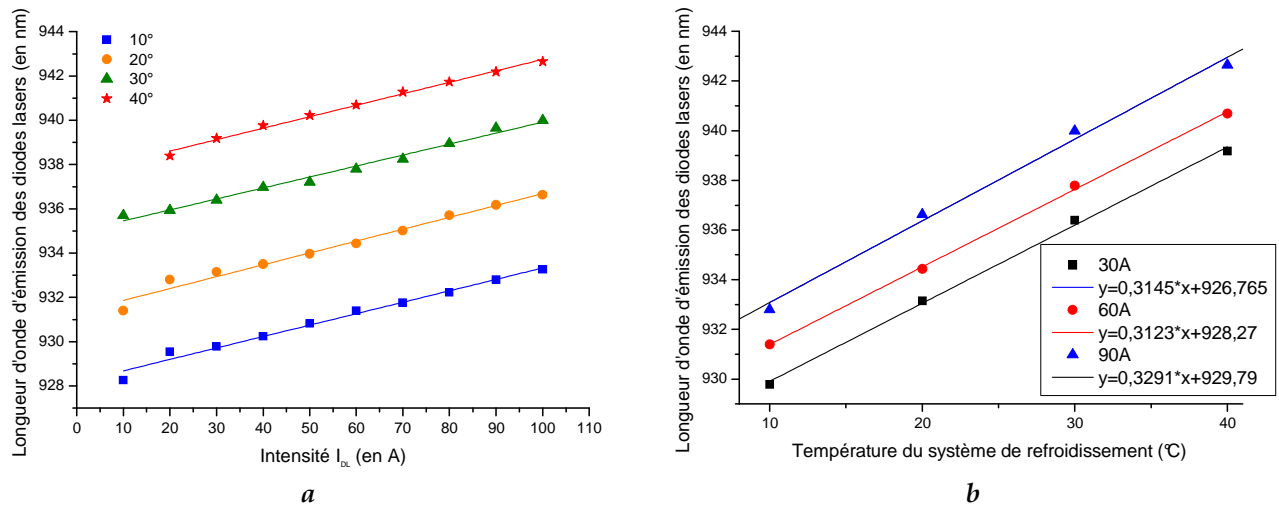 Longueur d'onde d'émission des diodes lasers (en nm)
944
942
940
938
936
934
932
930
928
10°
20°
30°
40°
0 10 20 30 40 50 60 70 80 90 100 110
Intensité I_DL (en A)
a
Longueur d'onde d'émission des diodes lasers (en nm)
944
942
940
938
936
934
932
930
30A
y=0,3145*x+926,765
60A
y=0,3123*x+928,27
90A
y=0,3291*x+929,79
10 20 30 40
Température du système de refroidissement (°C)
b